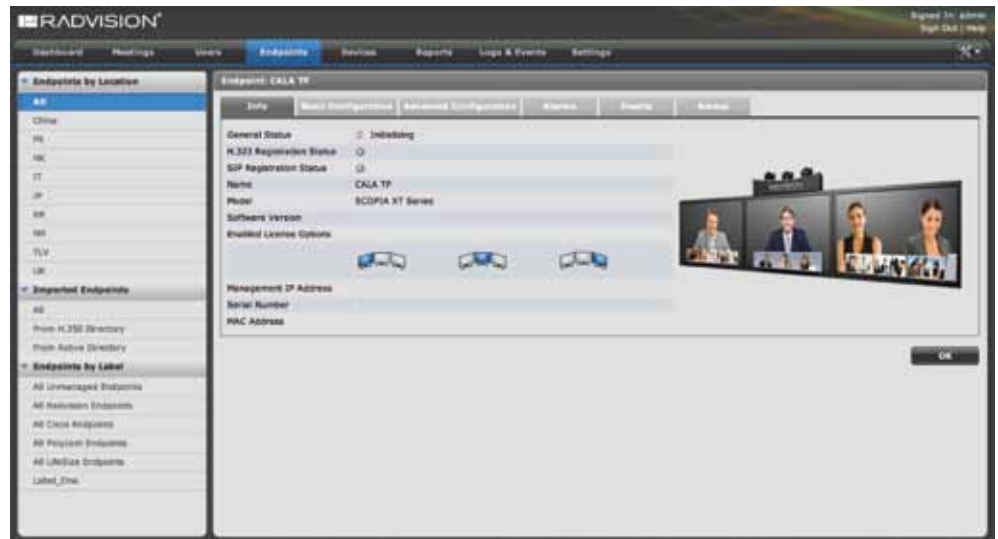 RADVISION®
Signed In: Admin
Sign Out | Help
Dashboard Meetings Users Endpoints Devices Reports Logs & Events Settings
Endpoints by Location
All
China
HK
IT
JP
TLV
UK
Imported Endpoints
All
From H.350 Directory
From Active Directory
Endpoints by Label
All Unmanaged Endpoints
All Radvision Endpoints
All Cisco Endpoints
All Polycom Endpoints
All LifeSize Endpoints
Label_One
Endpoint: CALA TP
Info Basic Configuration Advanced Configuration Alarms Events
General Status Initializing
H.323 Registration Status
SIP Registration Status
Name CALA TP
Model SCOPIA XT Series
Software Version
Enabled License Options
Management IP Address
Serial Number
MAC Address
OK